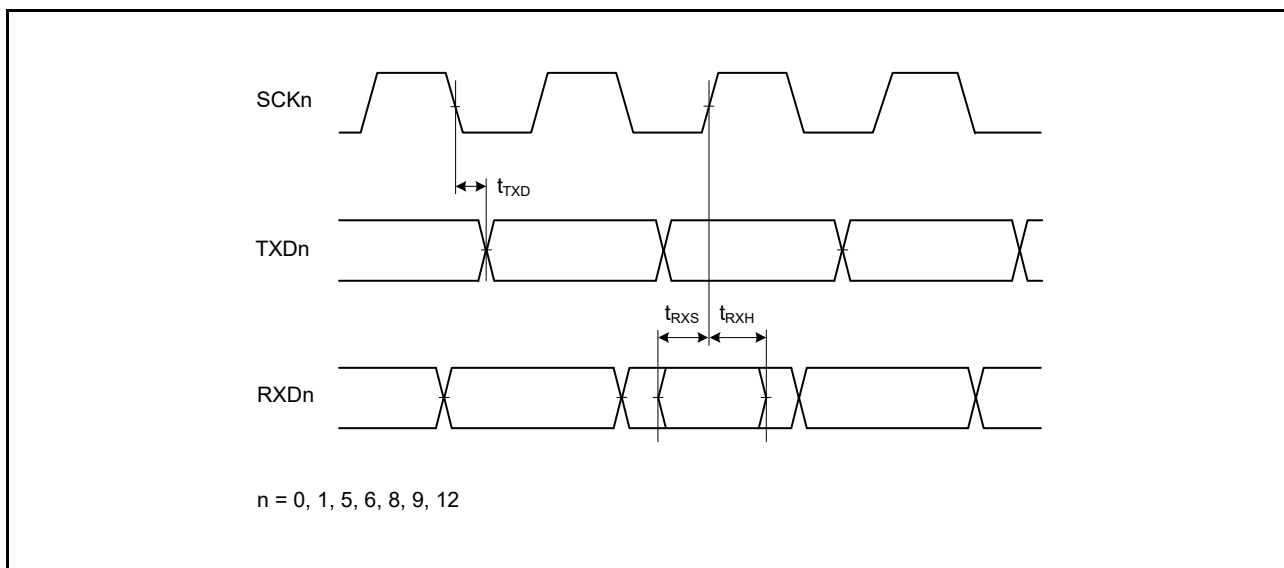 SCKn
tTXD
TXDn
tRXS tRXH
RXDn
n = 0, 1, 5, 6, 8, 9, 12